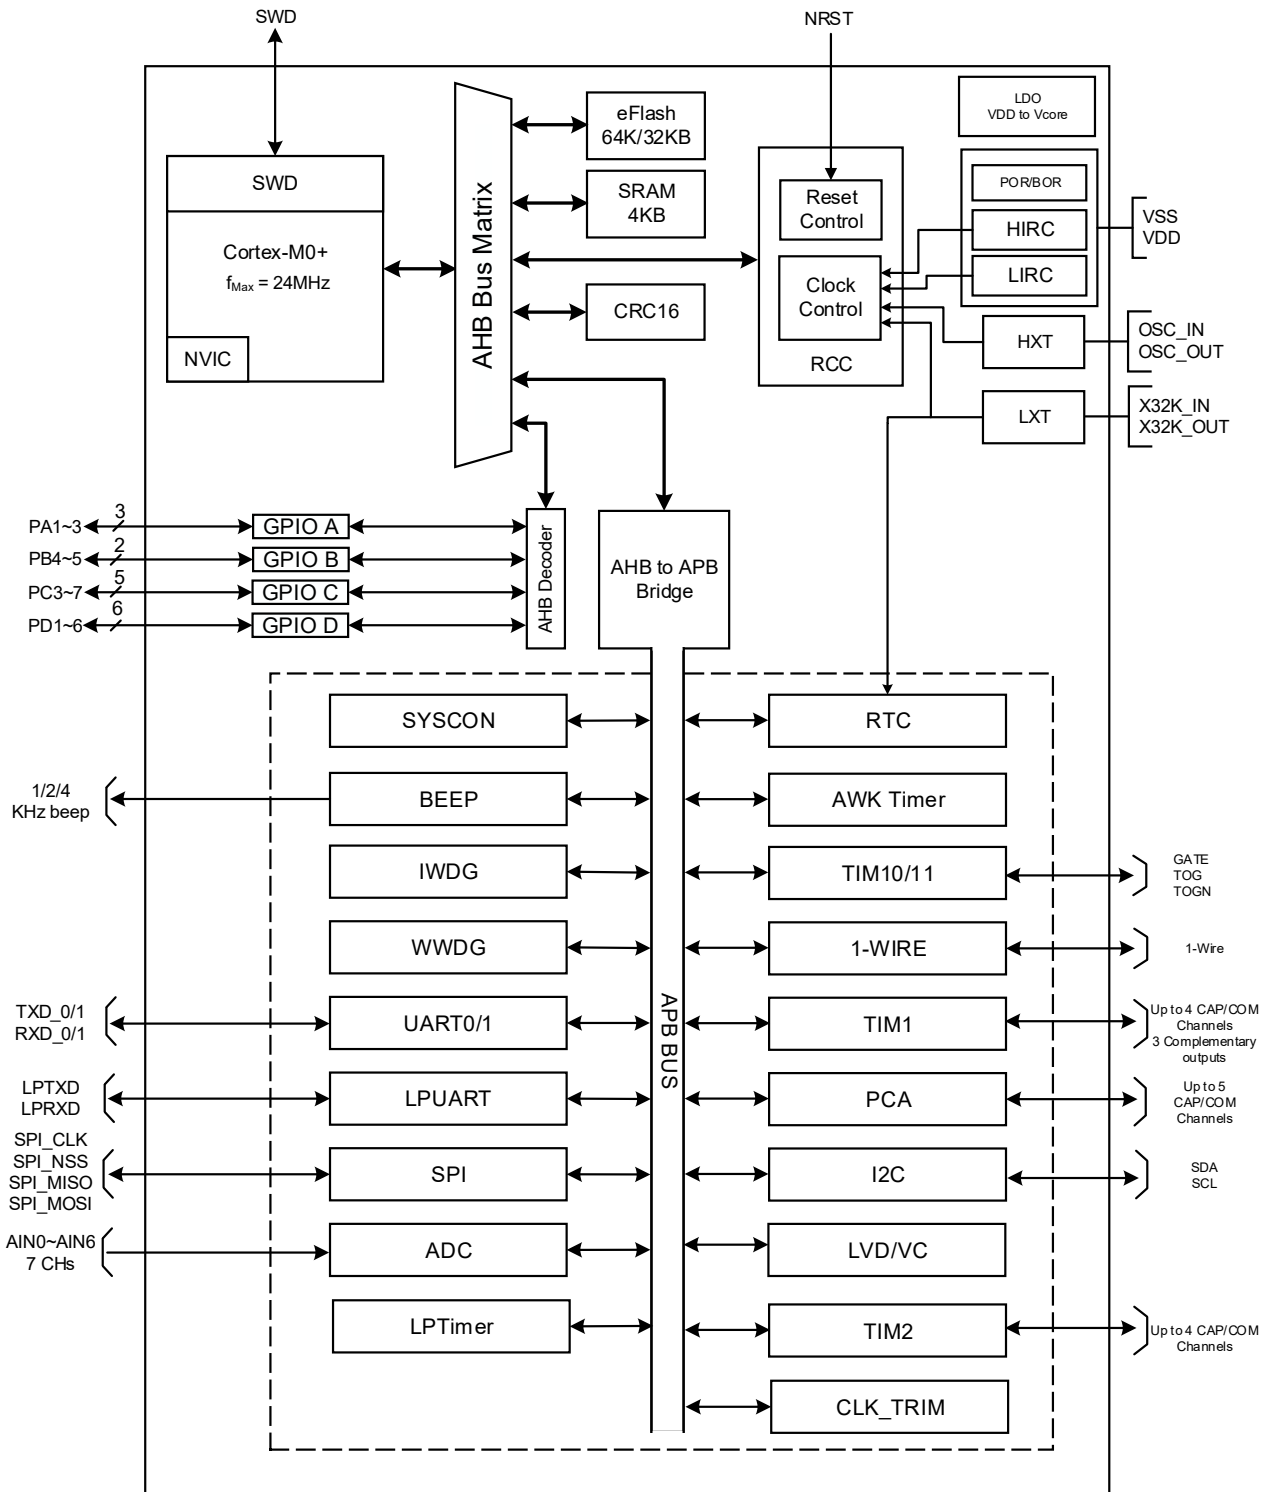 SWD
NRST
LDO
VDD to Vcore
eFlash
64K/32KB
SWD
SRAM
4KB
POR/BOR
Reset
Control
HIRC
VSS
VDD
Cortex-M0+
fMax = 24MHz
AHB Bus Matrix
LIRC
Clock
Control
CRC16
RCC
HXT
OSC_IN
OSC_OUT
NVIC
LXT
X32K_IN
X32K_OUT
PA1~3
3
GPIO A
PB4~5
2
GPIO B
PC3~7
5
GPIO C
PD1~6
6
GPIO D
AHB Decoder
AHB to APB
Bridge
SYSCON
RTC
1/2/4
KHz beep
BEEP
AWK Timer
IWDG
TIM10/11
GATE
TOG
TOGN
WWDG
1-WIRE
1-Wire
APB BUS
TXD_0/1
RXD_0/1
UART0/1
TIM1
Up to 4 CAP/COM
Channels
3 Complementary
outputs
LPTXD
LPRXD
LPUART
PCA
Up to 5
CAP/COM
Channels
SPI_CLK
SPI_NSS
SPI_MISO
SPI_MOSI
SPI
I2C
SDA
SCL
AIN0~AIN6
7 CHs
ADC
LVD/VC
LPTimer
TIM2
Up to 4 CAP/COM
Channels
CLK_TRIM